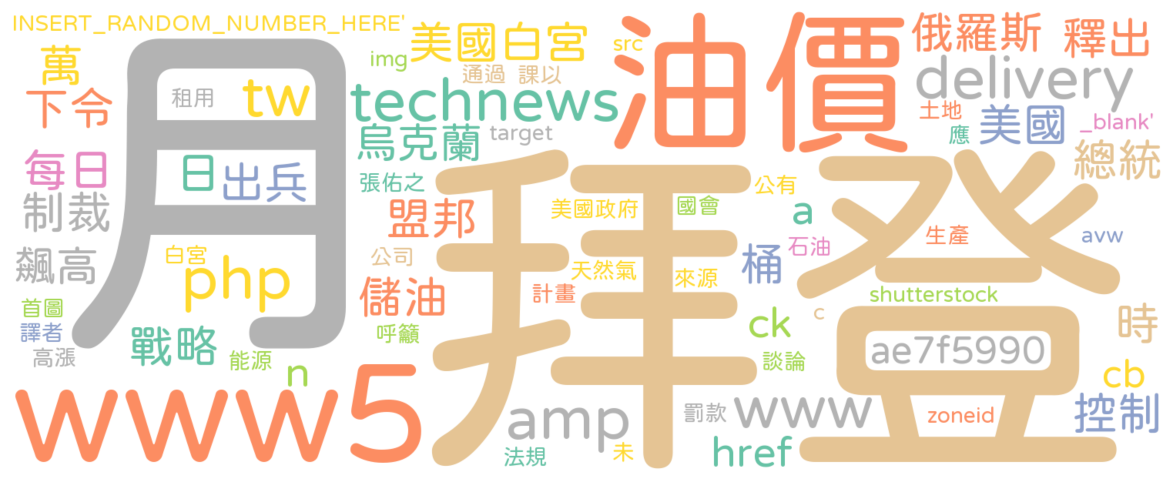 INSERT_RANDOM_NUMBER_HERE'
萬
下令
每日
制裁
飆高
首圖
譯者
高漲
月
租用
tw
日
出兵
白宮
php
戰略
能源
n
www5
img
美國白宮
通過
課以
src
technews
烏克蘭
target
張佑之
盟邦
公司
儲油
呼籲
油價
俄羅斯
釋出
delivery
土地
應
美國
_blank'
總統
拜登
美國政府
國會
公有
a
石油
天然氣
來源
桶
計畫
生產
avw
shutterstock
c
ck
談論
時
ae7f5990
cb
amp
罰款
www
zoneid
控制
法規
未
href